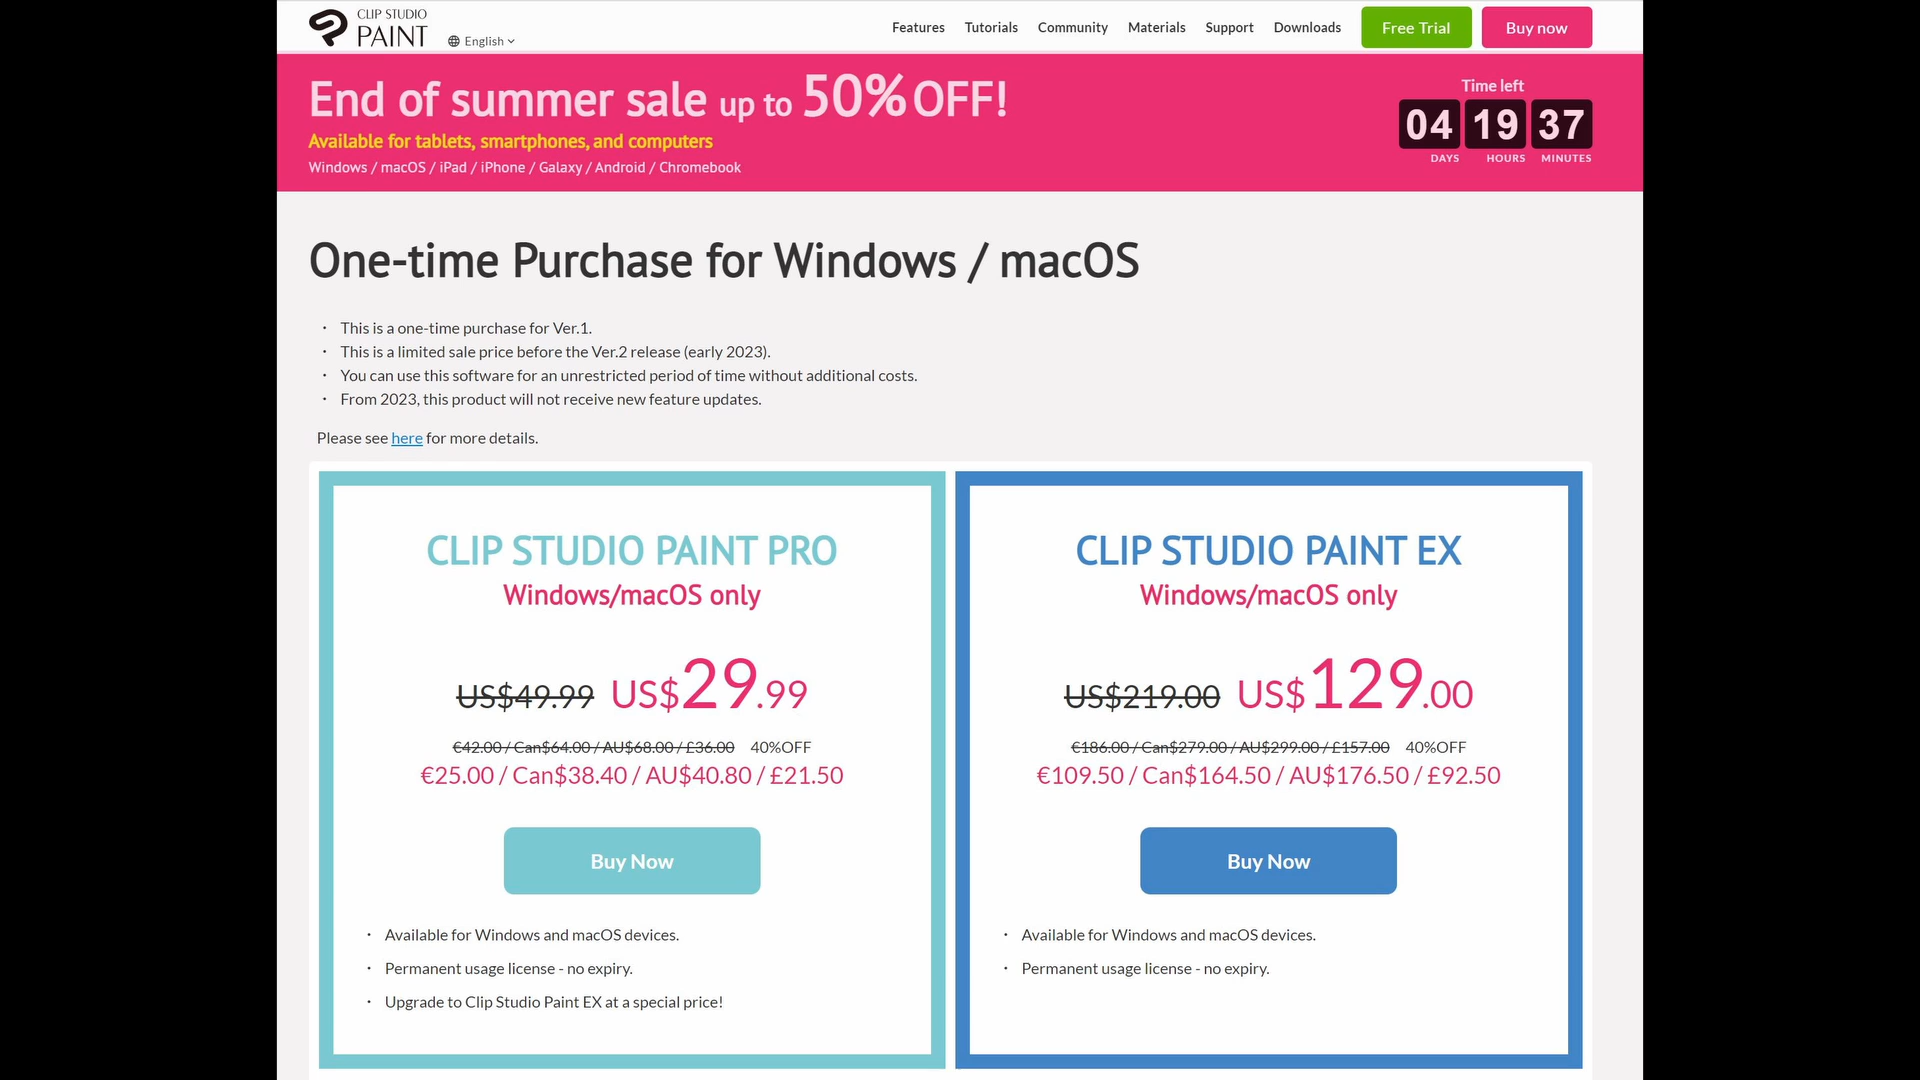 CLIP STUDIO
PAINT
English
Features Tutorials Community Materials Support Downloads Free Trial Buy now
End of summer sale up to 50% OFF!
Available for tablets, smartphones, and computers
Windows / macOS / iPad / iPhone / Galaxy / Android / Chromebook
Time left
04 19 37
DAYS HOURS MINUTES
One-time Purchase for Windows / macOS
・ This is a one-time purchase for Ver.1.
・ This is a limited sale price before the Ver.2 release (early 2023).
・ You can use this software for an unrestricted period of time without additional costs.
・ From 2023, this product will not receive new feature updates.
Please see here for more details.
CLIP STUDIO PAINT PRO
Windows/macOS only
US$49.99 US$29.99
€42.00 / Can$64.00 / AU$68.00 / £36.00 40%OFF
€25.00 / Can$38.40 / AU$40.80 / £21.50
Buy Now
・ Available for Windows and macOS devices.
・ Permanent usage license - no expiry.
・ Upgrade to Clip Studio Paint EX at a special price!
CLIP STUDIO PAINT EX
Windows/macOS only
US$219.00 US$129.00
€186.00 / Can$279.00 / AU$299.00 / £157.00 40%OFF
€109.50 / Can$164.50 / AU$176.50 / £92.50
Buy Now
・ Available for Windows and macOS devices.
・ Permanent usage license - no expiry.